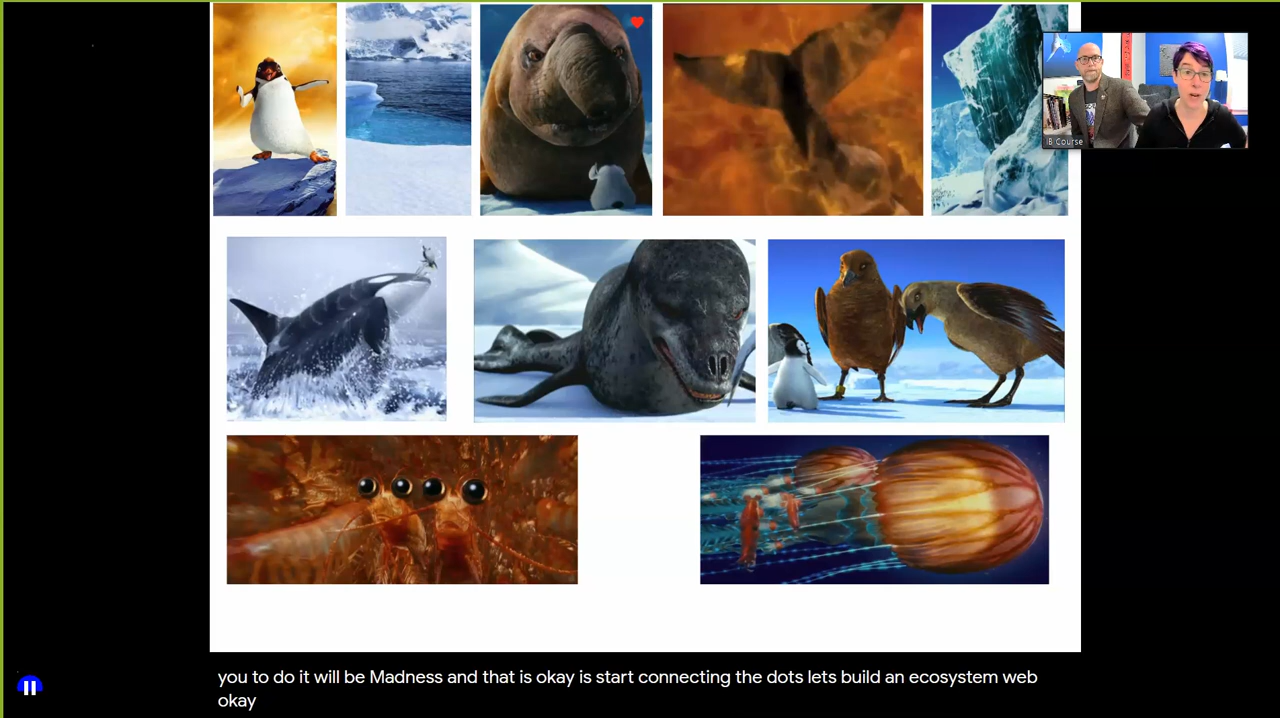 IB Course
you to do it will be Madness and that is okay is start connecting the dots lets build an ecosystem web
okay